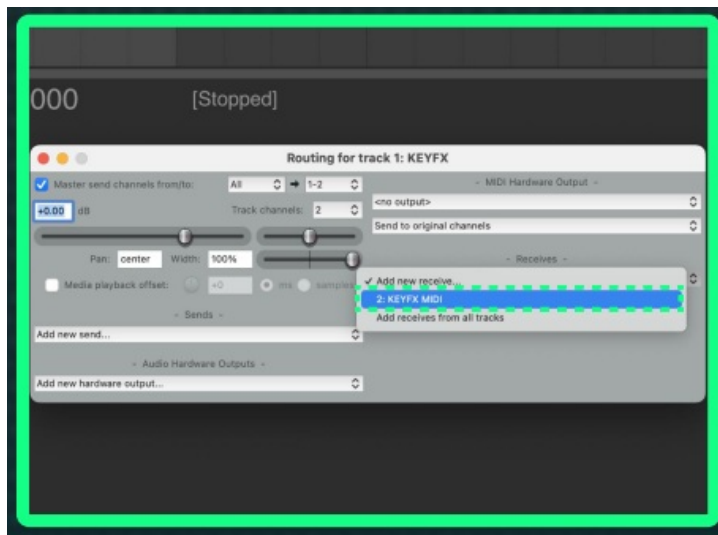 000
[Stopped]
Routing for track 1: KEYFX
Master send channels from/to: All 1-2
+0.00 dB Track channels: 2
Pan: center Width: 100%
Media playback offset: +0 ms samples
- Sends -
Add new send...
- Audio Hardware Outputs -
Add new hardware output...
- MIDI Hardware Output -
<no output>
Send to original channels
- Receives -
✓ Add new receive...
2: KEYFX MIDI
Add receives from all tracks